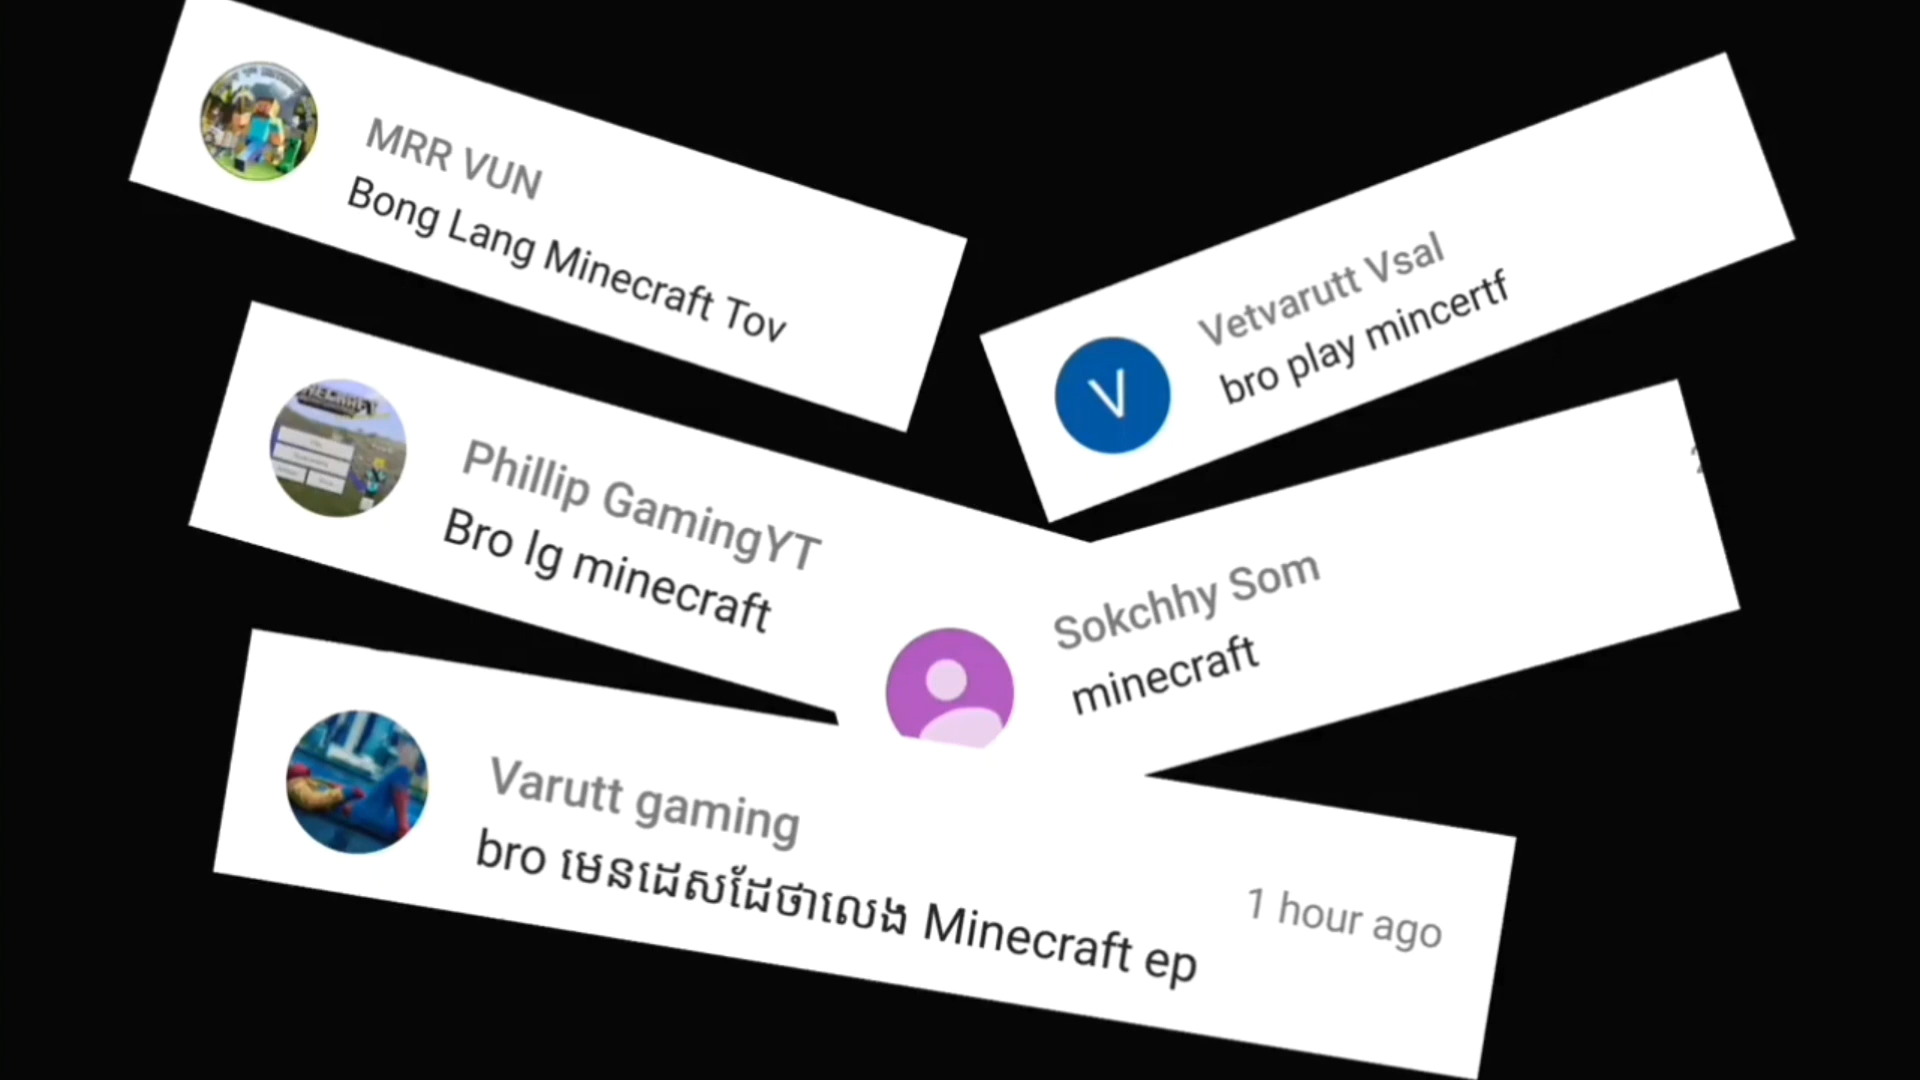 MRR VUN
Bong Lang Minecraft Tov
Vetvarutt Vsal
bro play mincertf
V
Phillip GamingYT
Bro lg minecraft
Sokchhy Som
minecraft
Varutt gaming
bro មេនដេសដែថាលេង Minecraft ep
1 hour ago